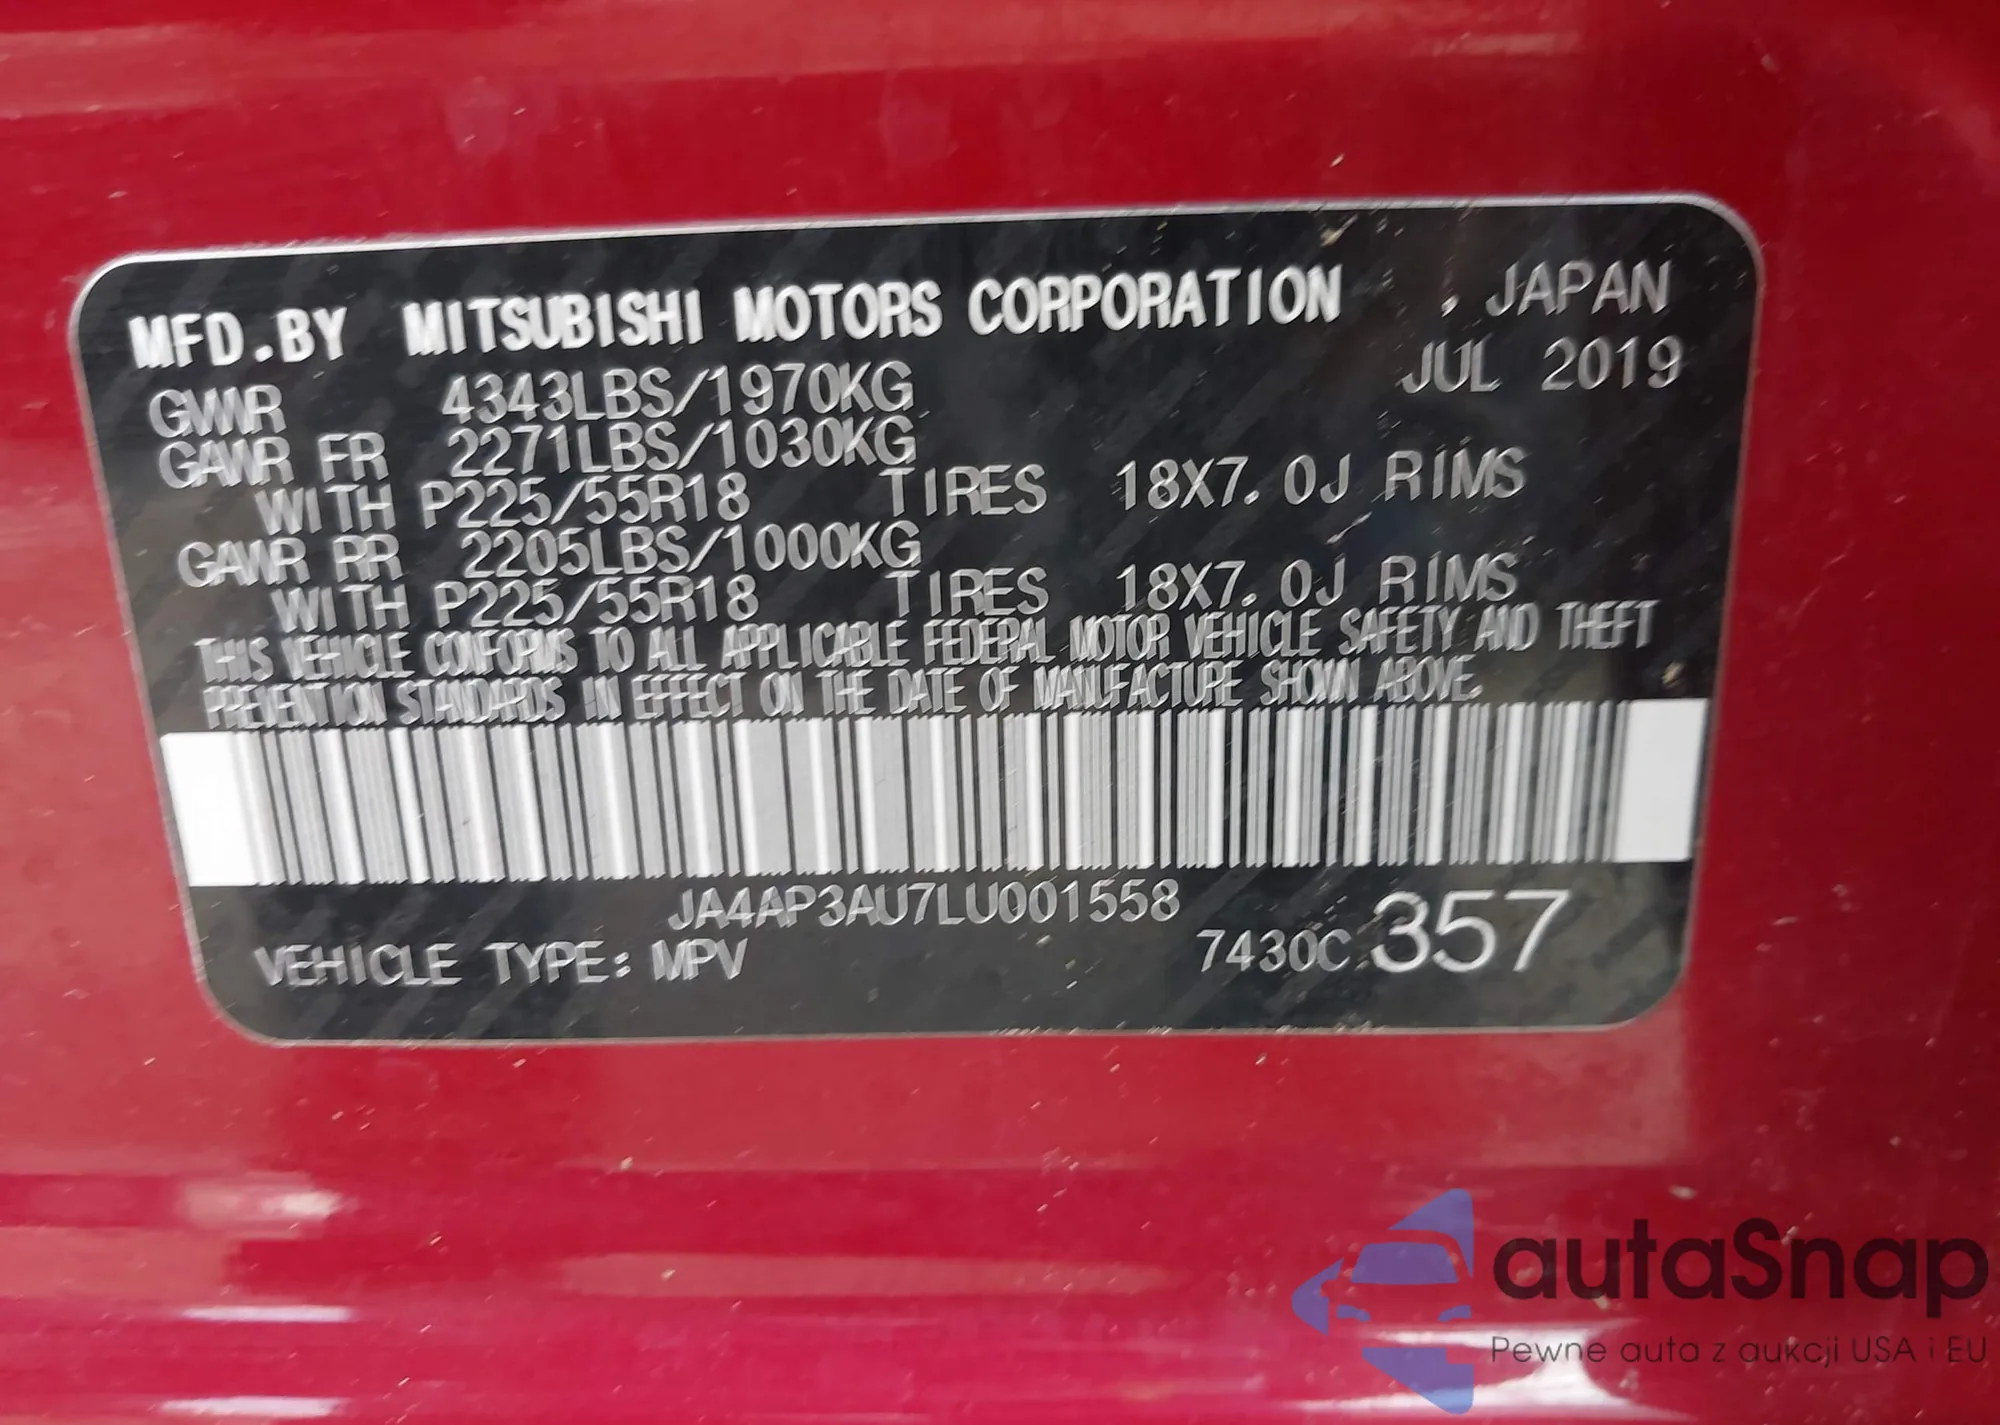 MFD.BY MITSUBISHI MOTORS CORPORATION , JAPAN
JUL 2019
GVWR 4343LBS/1970KG
GAWR FR 2271LBS/1030KG
WITH P225/55R18 TIRES 18X7.0J RIMS
GAWR RR 2205LBS/1000KG
WITH P225/55R18 TIRES 18X7.0J RIMS
THIS VEHICLE CONFORMS TO ALL APPLICABLE FEDERAL MOTOR VEHICLE SAFETY AND THEFT
PREVENTION STANDARDS IN EFFECT ON THE DATE OF MANUFACTURE SHOWN ABOVE.
JA4AP3AU7LU001558
VEHICLE TYPE: MPV 7430C 357
autaSnap
Pewne auta z aukcji USA i EU